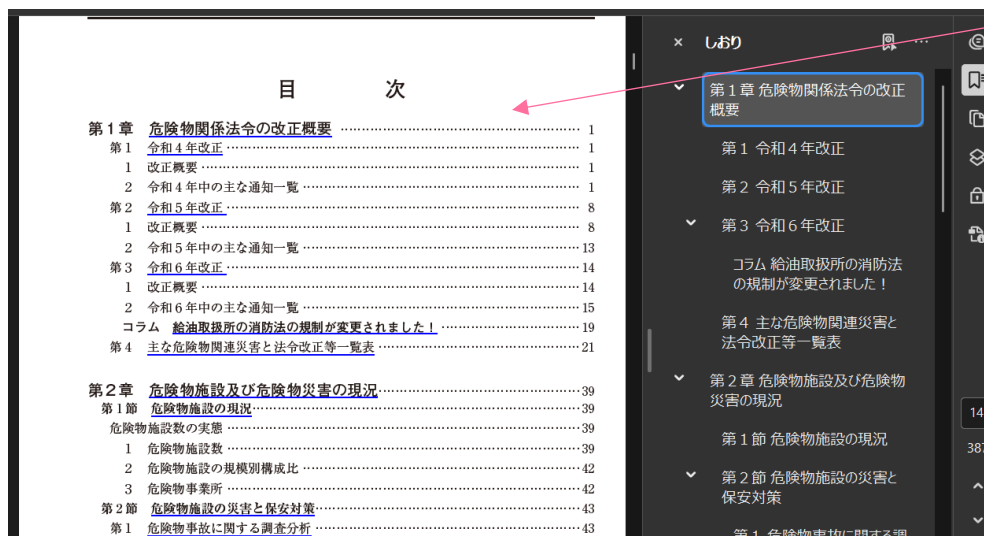 目 次
第1章 危険物関係法令の改正概要 …………………………………………… 1
第1 令和4年改正 …………………………………………… 1
1 改正概要 …………………………………………… 1
2 令和4年中の主な通知一覧 …………………………………………… 1
第2 令和5年改正 …………………………………………… 8
1 改正概要 …………………………………………… 8
2 令和5年中の主な通知一覧 …………………………………………… 13
第3 令和6年改正 …………………………………………… 14
1 改正概要 …………………………………………… 14
2 令和6年中の主な通知一覧 …………………………………………… 15
コラム 給油取扱所の消防法の規制が変更されました! …………………………………………… 19
第4 主な危険物関連災害と法令改正等一覧表 …………………………………………… 21
第2章 危険物施設及び危険物災害の現況 …………………………………………… 39
第1節 危険物施設の現況 …………………………………………… 39
危険物施設数の実態 …………………………………………… 39
1 危険物施設数 …………………………………………… 39
2 危険物施設の規模別構成比 …………………………………………… 42
3 危険物事業所 …………………………………………… 42
第2節 危険物施設の災害と保安対策 …………………………………………… 43
第1 危険物事故に関する調査分析 …………………………………………… 43
× しおり …
第1章 危険物関係法令の改正
概要
第1 令和4年改正
第2 令和5年改正
第3 令和6年改正
コラム 給油取扱所の消防法
の規制が変更されました!
第4 主な危険物関連災害と
法令改正等一覧表
第2章 危険物施設及び危険物
災害の現況
第1節 危険物施設の現況
第2節 危険物施設の災害と
保安対策
第1 危険物事故に関する調
14
387